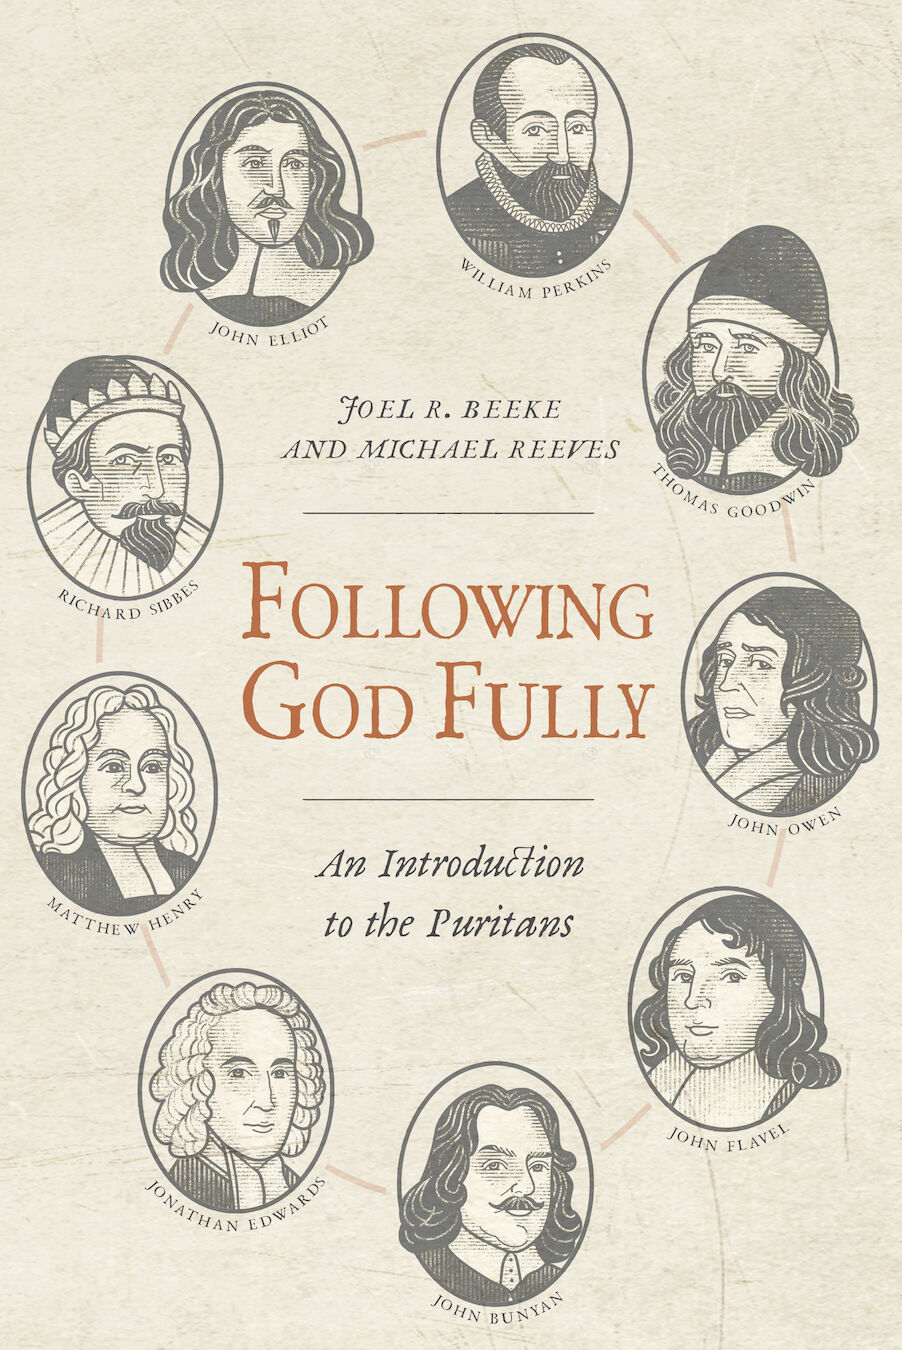 WILLIAM PERKINS
JOHN ELLIOT
JOEL R. BEEKE
AND MICHAEL REEVES
THOMAS GOODWIN
RICHARD SIBBES
FOLLOWING
GOD FULLY
JOHN OWEN
An Introduction
to the Puritans
MATTHEW HENRY
JOHN FLAVEL
JONATHAN EDWARDS
JOHN BUNYAN